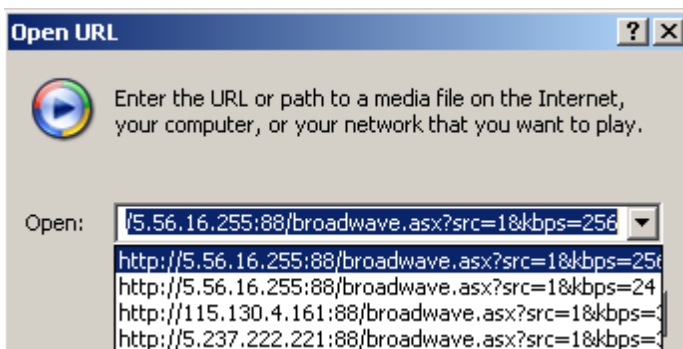 Open URL
Enter the URL or path to a media file on the Internet,
your computer, or your network that you want to play.
Open: /5.56.16.255:88/broadwave.asx?src=1&kbps=256
http://5.56.16.255:88/broadwave.asx?src=1&kbps=256
http://5.56.16.255:88/broadwave.asx?src=1&kbps=24
http://115.130.4.161:88/broadwave.asx?src=1&kbps=
http://5.237.222.221:88/broadwave.asx?src=1&kbps=